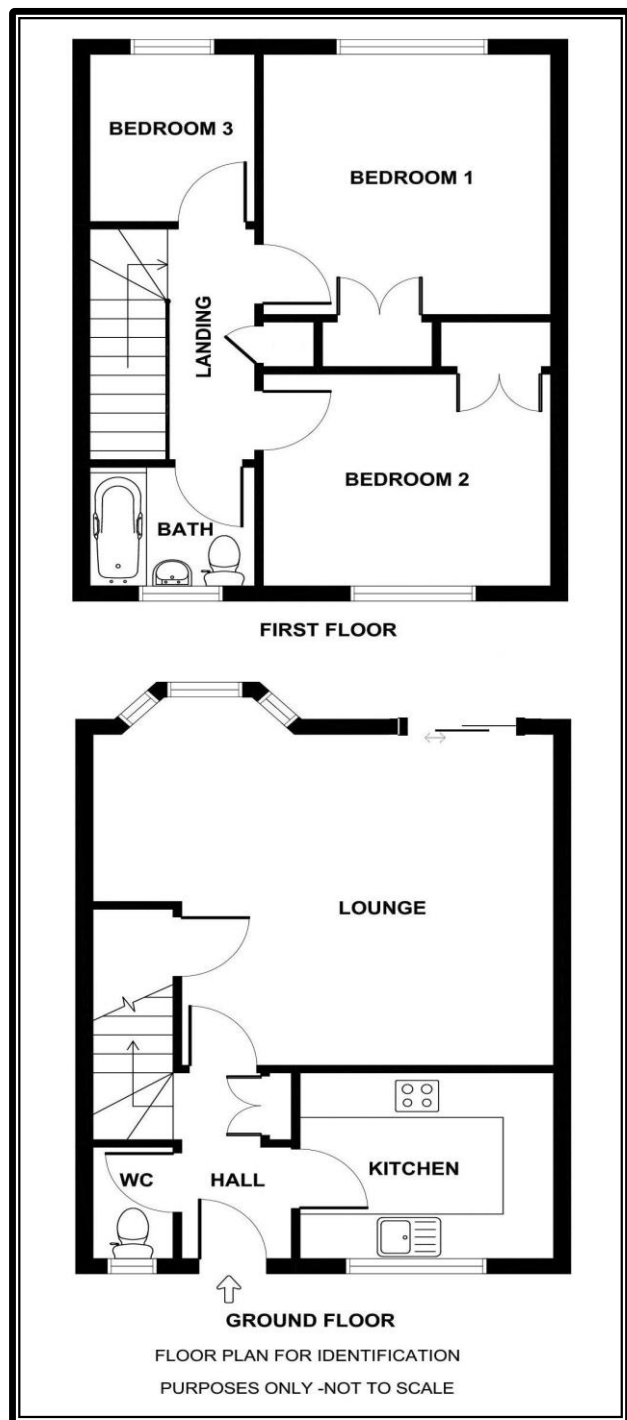 BEDROOM 3
BEDROOM 1
LANDING
BEDROOM 2
BATH
FIRST FLOOR
LOUNGE
WC
HALL
KITCHEN
GROUND FLOOR
FLOOR PLAN FOR IDENTIFICATION
PURPOSES ONLY -NOT TO SCALE